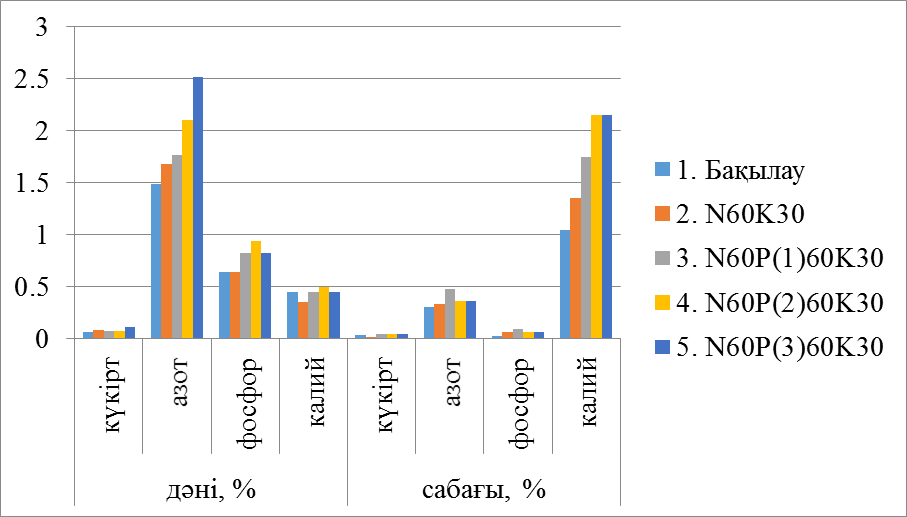 3
2.5
2
1.5
1
0.5
0
күкірт
азот
фосфор
калий
күкірт
азот
фосфор
калий
дәні, %
сабағы, %
1. Бақылау
2. N60K30
3. N60P(1)60K30
4. N60P(2)60K30
5. N60P(3)60K30